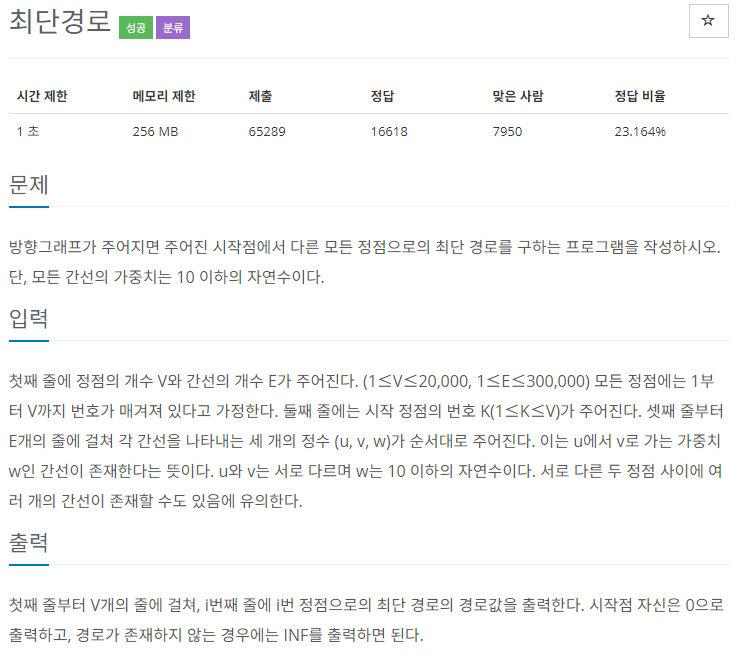 최단경로 성공 분류
☆
시간 제한 메모리 제한 제출 정답 맞은 사람 정답 비율
1 초 256 MB 65289 16618 7950 23.164%
문제
방향그래프가 주어지면 주어진 시작점에서 다른 모든 정점으로의 최단 경로를 구하는 프로그램을 작성하시오.
단, 모든 간선의 가중치는 10 이하의 자연수이다.
입력
첫째 줄에 정점의 개수 V와 간선의 개수 E가 주어진다. (1≤V≤20,000, 1≤E≤300,000) 모든 정점에는 1부
터 V까지 번호가 매겨져 있다고 가정한다. 둘째 줄에는 시작 정점의 번호 K(1≤K≤V)가 주어진다. 셋째 줄부터
E개의 줄에 걸쳐 각 간선을 나타내는 세 개의 정수 (u, v, w)가 순서대로 주어진다. 이는 u에서 v로 가는 가중치
w인 간선이 존재한다는 뜻이다. u와 v는 서로 다르며 w는 10 이하의 자연수이다. 서로 다른 두 정점 사이에 여
러 개의 간선이 존재할 수도 있음에 유의한다.
출력
첫째 줄부터 V개의 줄에 걸쳐, i번째 줄에 i번 정점으로의 최단 경로의 경로값을 출력한다. 시작점 자신은 0으로
출력하고, 경로가 존재하지 않는 경우에는 INF를 출력하면 된다.